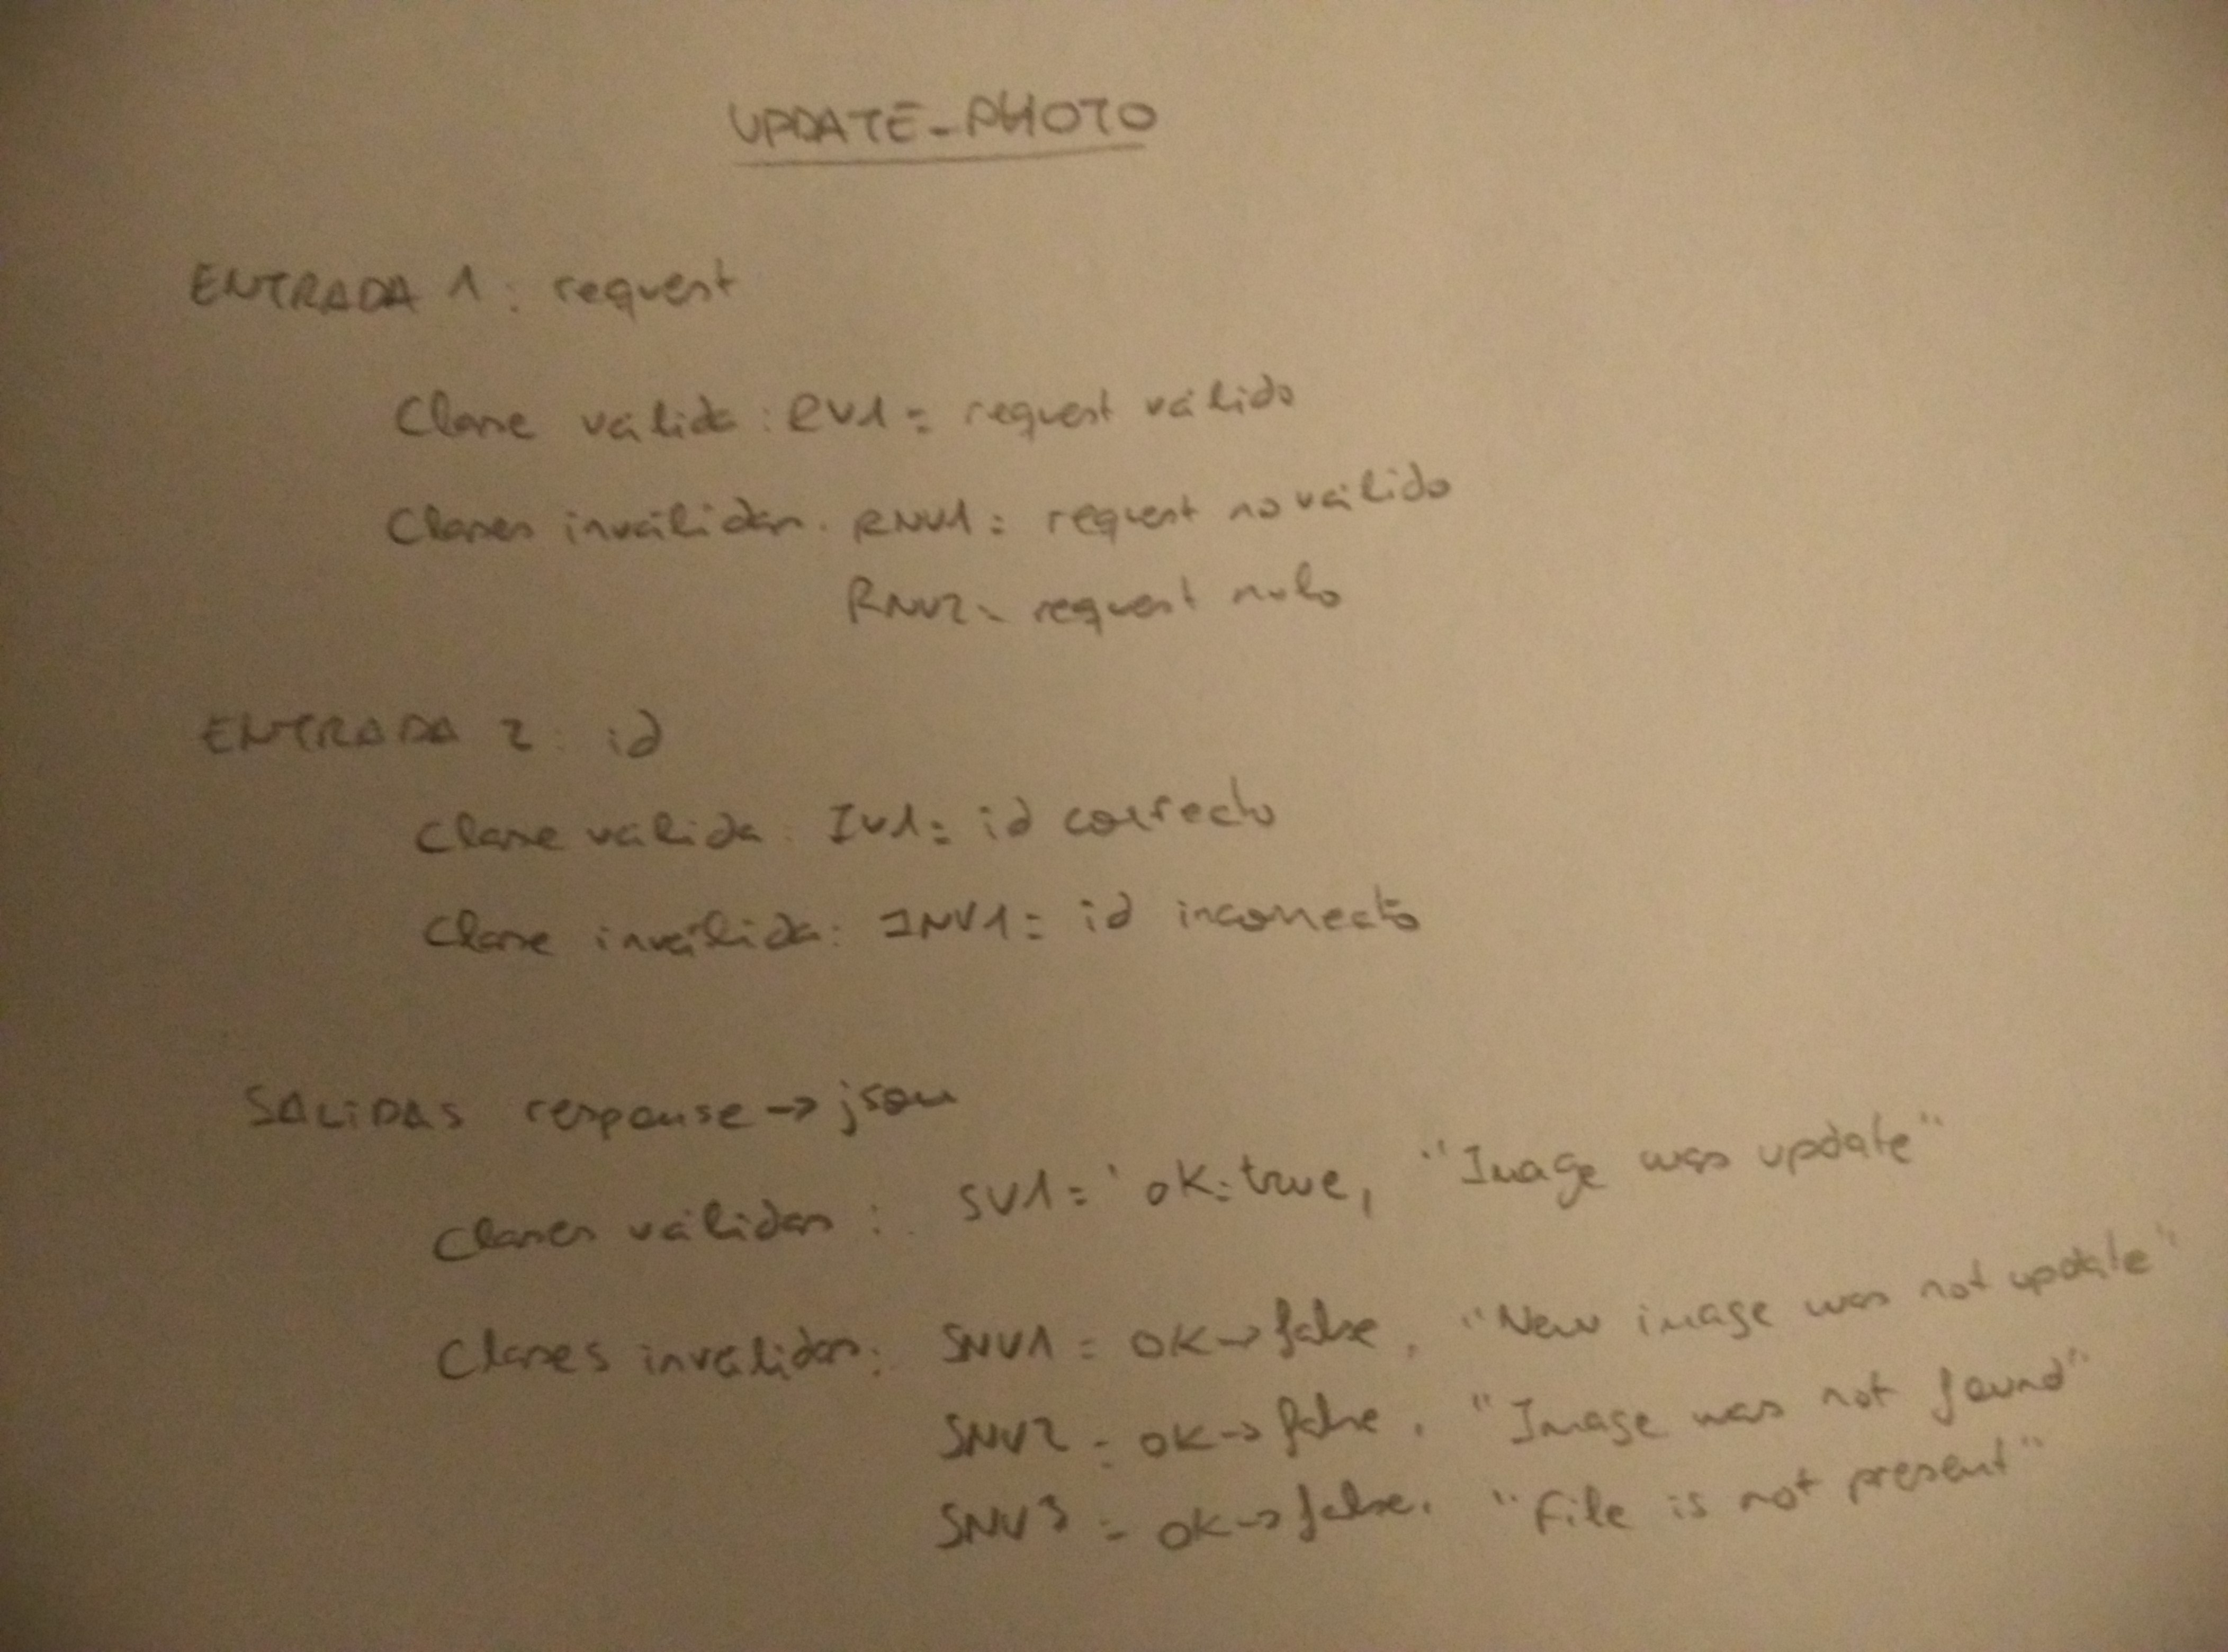 UPDATE-PHOTO
ENTRADA 1: request
Clase válida: RV1= request válido
Clases inválidas. RNV1= request no válido
RNV2= request nulo
ENTRADA 2: id
Clase válida: IV1= id correcto
Clase inválida: INV1= id incorrecto
SALIDAS response → json
Clases válidas: SV1= ok:true, "Image was update"
Clases inválidas: SNV1= OK→false, "New image was not update"
SNV2= OK→false, "Image was not found"
SNV3= OK→false. "File is not present"